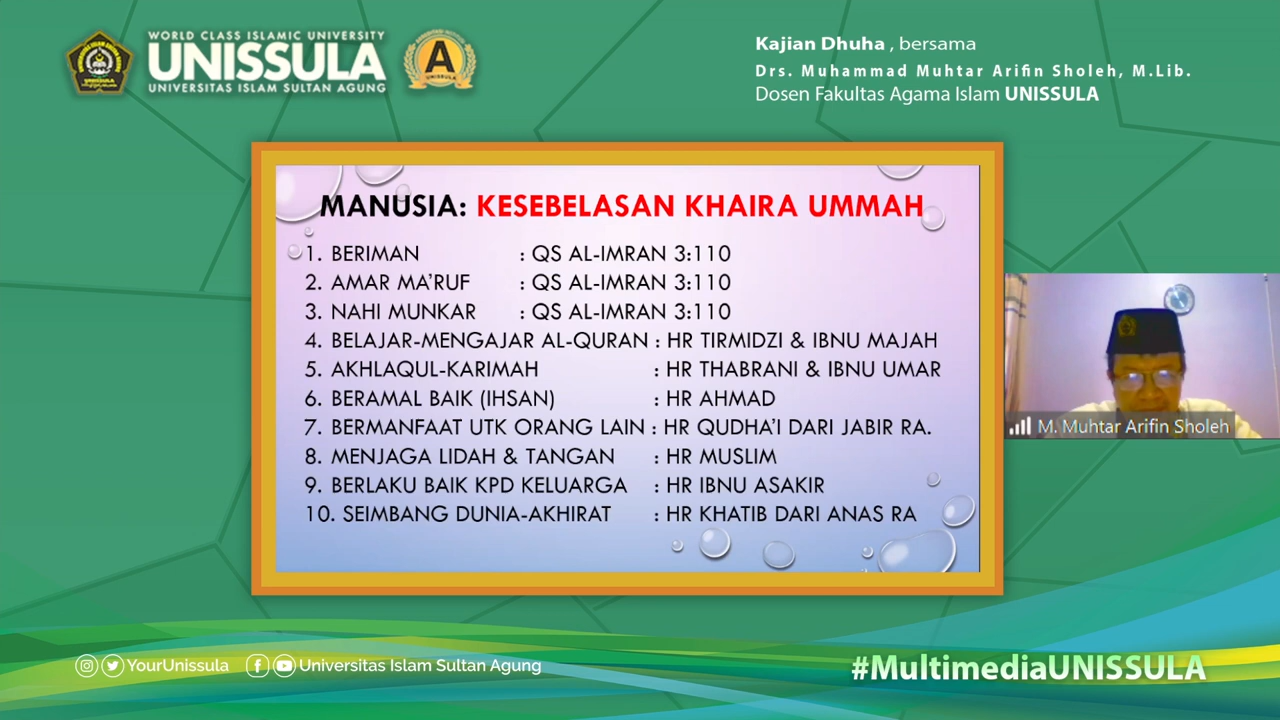 WORLD CLASS ISLAMIC UNIVERSITY
UNISSULA
UNIVERSITAS ISLAM SULTAN AGUNG
A
UNISSULA
Kajian Dhuha , bersama
Drs. Muhammad Muhtar Arifin Sholeh, M.Lib.
Dosen Fakultas Agama Islam UNISSULA
MANUSIA: KESEBELASAN KHAIRA UMMAH
1. BERIMAN : QS AL-IMRAN 3:110
2. AMAR MA'RUF : QS AL-IMRAN 3:110
3. NAHI MUNKAR : QS AL-IMRAN 3:110
4. BELAJAR-MENGAJAR AL-QURAN : HR TIRMIDZI & IBNU MAJAH
5. AKHLAQUL-KARIMAH : HR THABRANI & IBNU UMAR
6. BERAMAL BAIK (IHSAN) : HR AHMAD
7. BERMANFAAT UTK ORANG LAIN : HR QUDHA'I DARI JABIR RA.
8. MENJAGA LIDAH & TANGAN : HR MUSLIM
9. BERLAKU BAIK KPD KELUARGA : HR IBNU ASAKIR
10. SEIMBANG DUNIA-AKHIRAT : HR KHATIB DARI ANAS RA
M. Muhtar Arifin Sholeh
YourUnissula
Universitas Islam Sultan Agung
#MultimediaUNISSULA